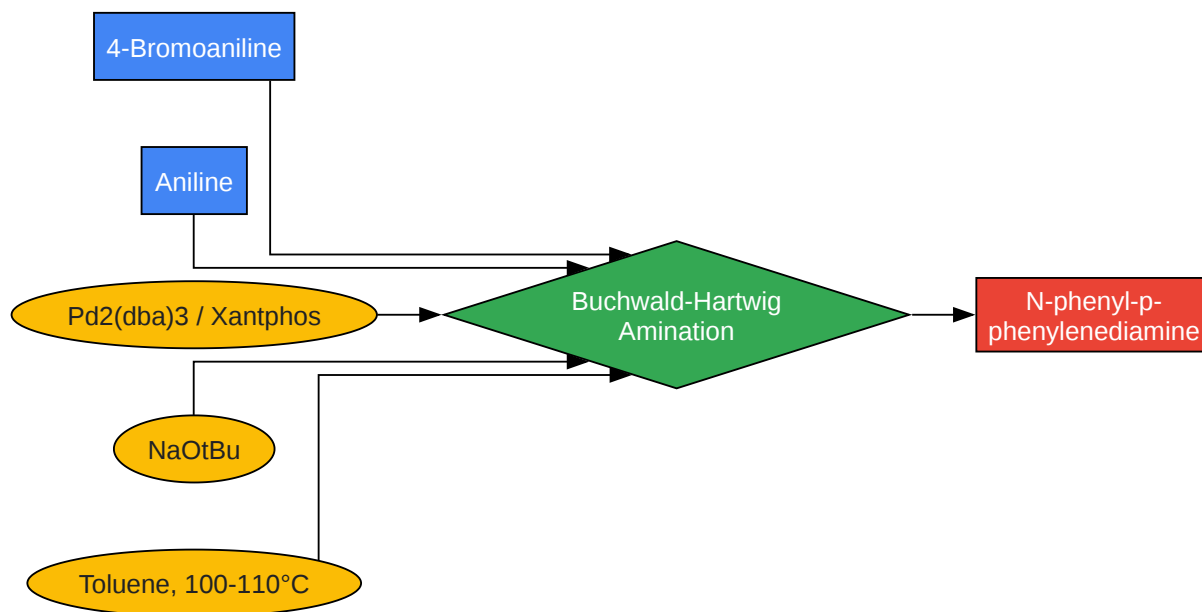 4-Bromoaniline
Aniline
Pd2(dba)3 / Xantphos
NaOtBu
Toluene, 100-110°C
Buchwald-Hartwig
Amination
N-phenyl-p-
phenylenediamine